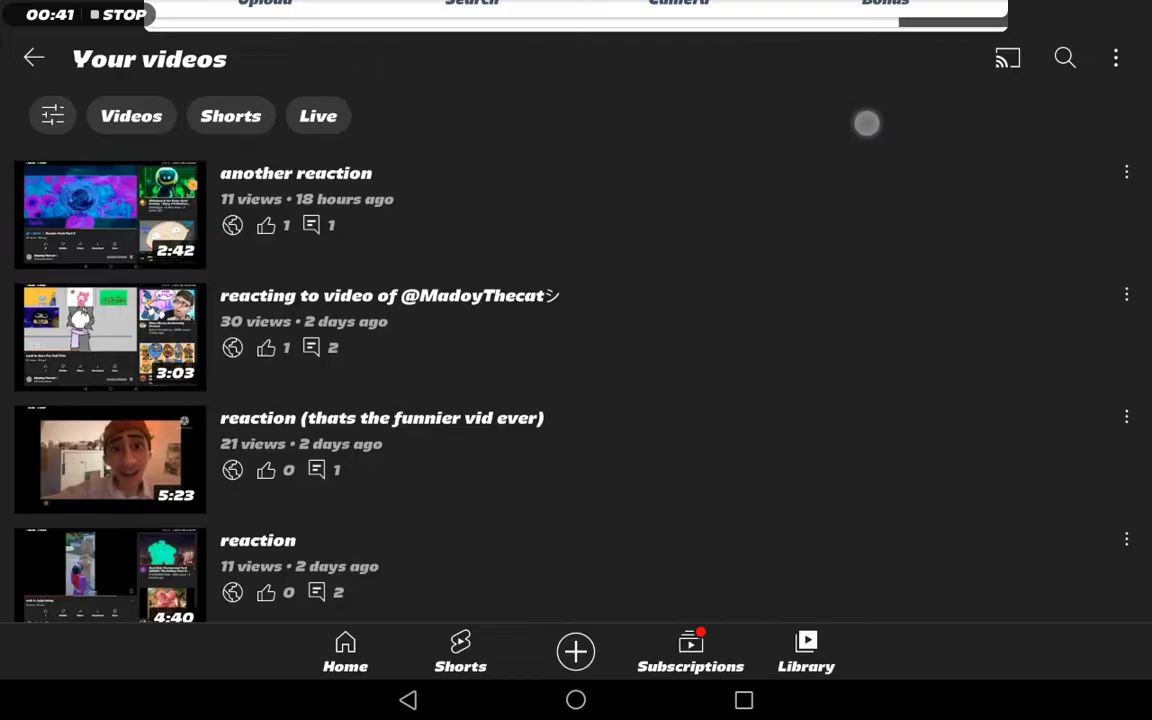 00:41 STOP
Upload Search Camera Bonus
Your videos
Videos Shorts Live
another reaction
11 views • 18 hours ago
1 1
2:42
reacting to video of @MadoyThecatシ
30 views • 2 days ago
1 2
3:03
reaction (thats the funnier vid ever)
21 views • 2 days ago
0 1
5:23
reaction
11 views • 2 days ago
0 2
4:40
Home Shorts Subscriptions Library